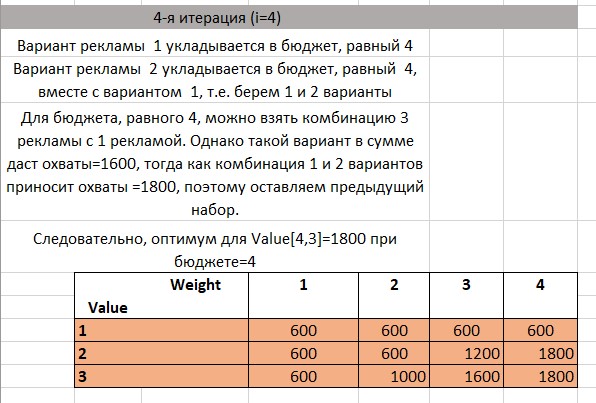 4-я итерация (i=4)
Вариант рекламы 1 укладывается в бюджет, равный 4
Вариант рекламы 2 укладывается в бюджет, равный 4,
вместе с вариантом 1, т.е. берем 1 и 2 варианты
Для бюджета, равного 4, можно взять комбинацию 3
рекламы с 1 рекламой. Однако такой вариант в сумме
даст охваты=1600, тогда как комбинация 1 и 2 вариантов
приносит охваты =1800, поэтому оставляем предыдущий
набор.
Следовательно, оптимум для Value[4,3]=1800 при
бюджете=4
Weight 1 2 3 4
Value
1 600 600 600 600
2 600 600 1200 1800
3 600 1000 1600 1800